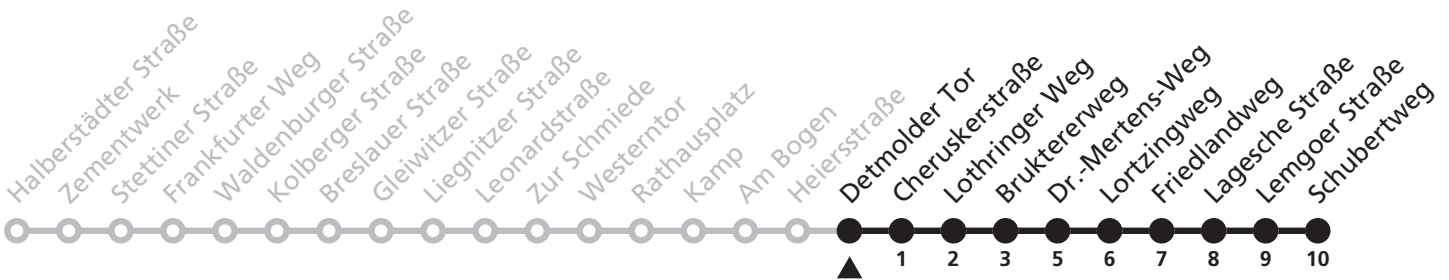 Halberstädter Straße
Zementwerk
Stettiner Straße
Frankfurter Weg
Waldenburger Straße
Kolberger Straße
Breslauer Straße
Gleiwitzer Straße
Liegnitzer Straße
Leonardstraße
Zur Schmiede
Westerntor
Rathausplatz
Kamp
Am Bogen
Heiersstraße
Detmolder Tor
Cheruskerstraße
Lothringer Weg
Bruktererweg
Dr.-Mertens-Weg
Lortzingweg
Friedlandweg
Lagesche Straße
Lemgoer Straße
Schubertweg
1 2 3 5 6 7 8 9 10